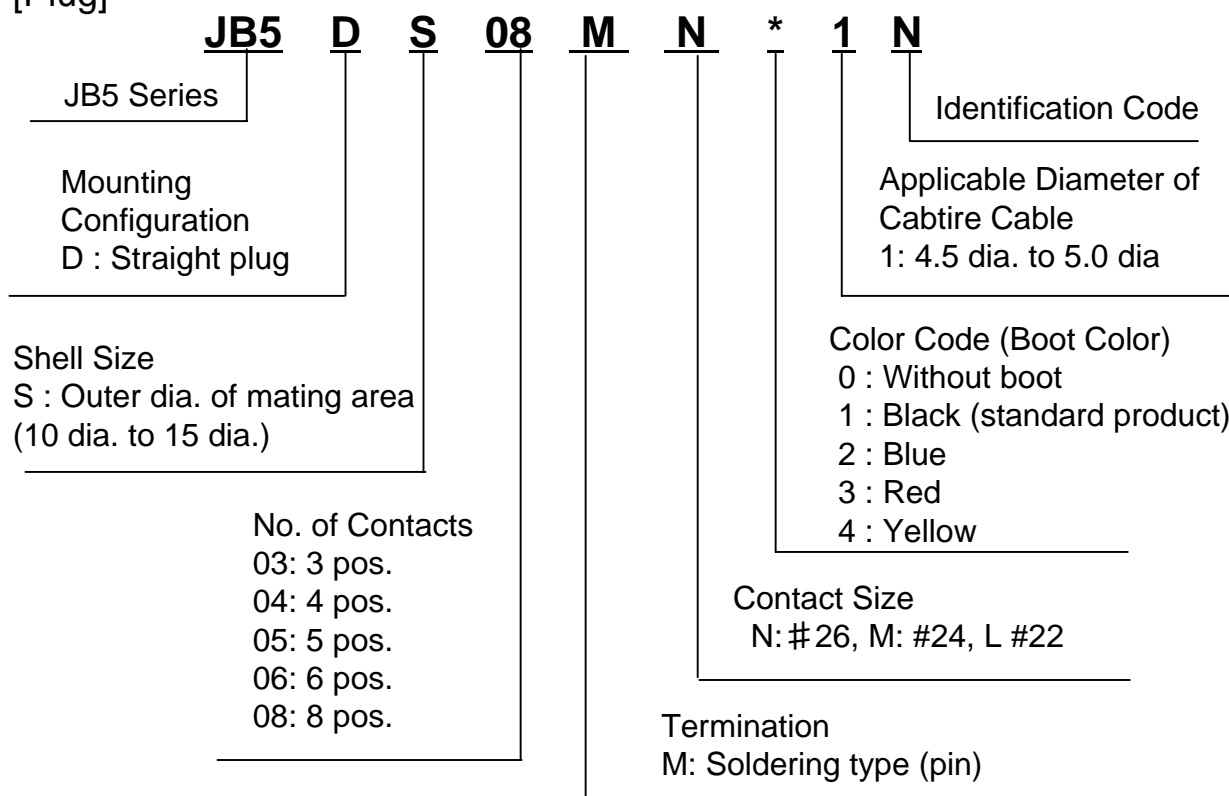 JB5 D S 08 M N * 1 N
JB5 Series
Identification Code
Mounting
Configuration
D : Straight plug
Applicable Diameter of
Cabtire Cable
1: 4.5 dia. to 5.0 dia
Shell Size
S : Outer dia. of mating area
(10 dia. to 15 dia.)
Color Code (Boot Color)
0 : Without boot
1 : Black (standard product)
2 : Blue
3 : Red
4 : Yellow
No. of Contacts
03: 3 pos.
04: 4 pos.
05: 5 pos.
06: 6 pos.
08: 8 pos.
Contact Size
N:♯26, M: #24, L #22
Termination
M: Soldering type (pin)